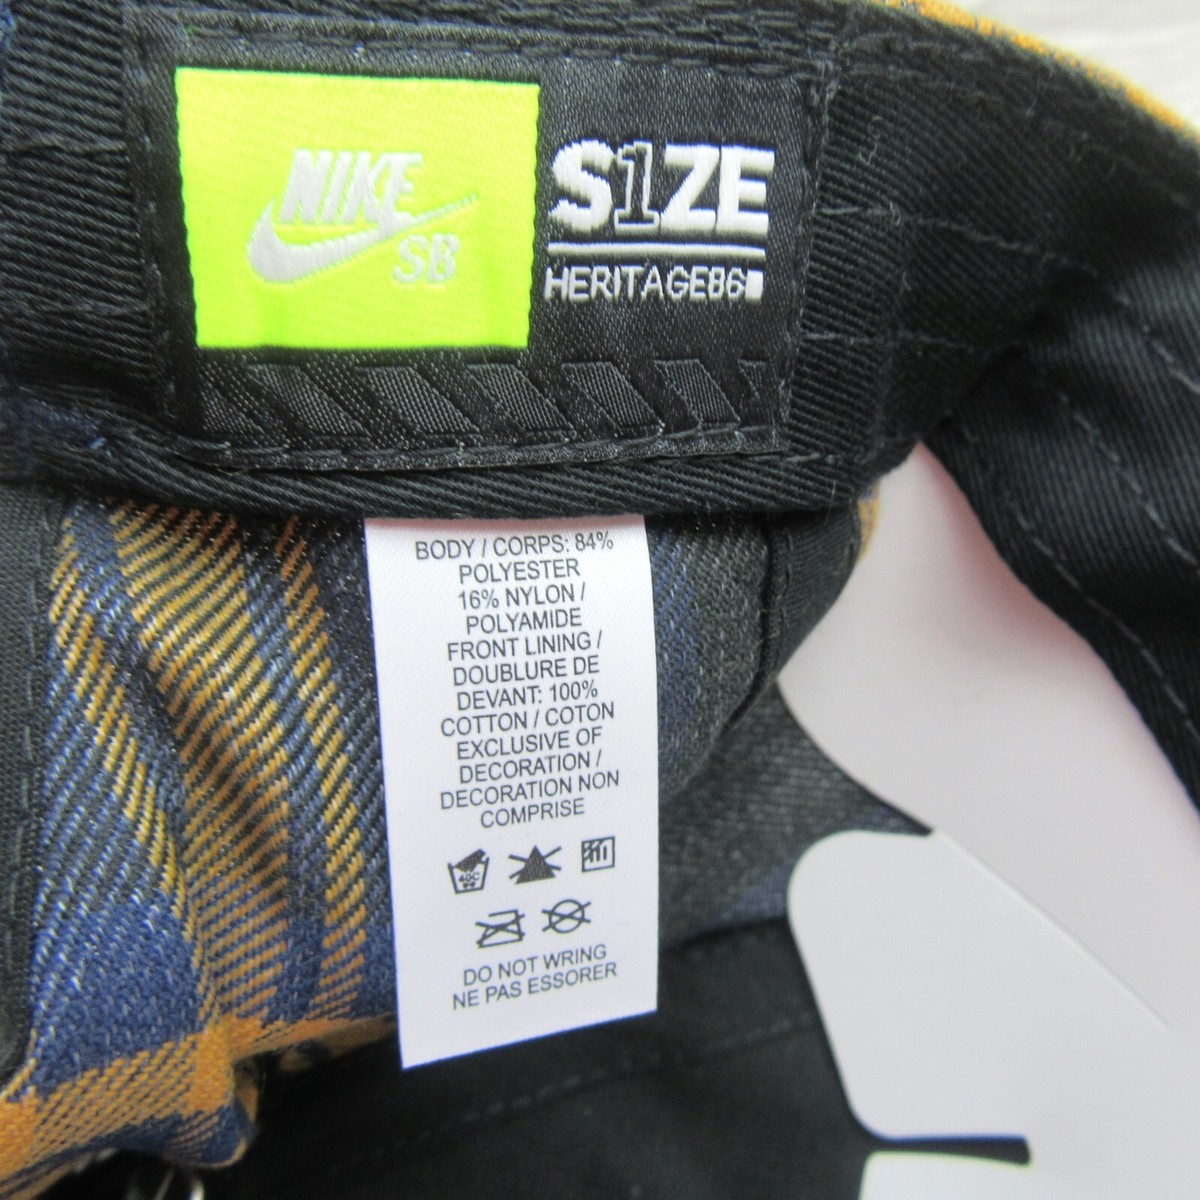 NIKE
SB
S1ZE
HERITAGE86
BODY / CORPS: 84%
POLYESTER
16% NYLON /
POLYAMIDE
FRONT LINING /
DOUBLURE DE
DEVANT: 100%
COTTON / COTON
EXCLUSIVE OF
DECORATION /
DECORATION NON
COMPRISE
40C
DO NOT WRING
NE PAS ESSORER